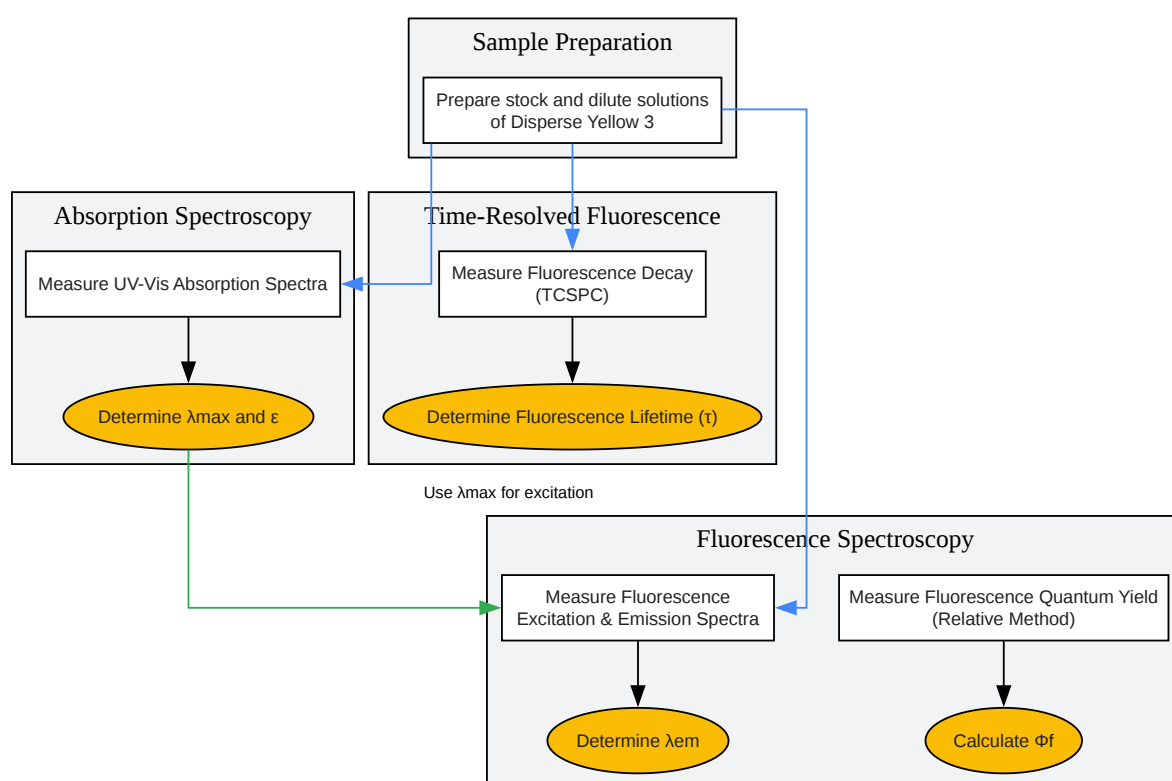 Sample Preparation
Prepare stock and dilute solutions
of Disperse Yellow 3
Absorption Spectroscopy
Measure UV-Vis Absorption Spectra
Determine λmax and ε
Time-Resolved Fluorescence
Measure Fluorescence Decay
(TCSPC)
Determine Fluorescence Lifetime (τ)
Use λmax for excitation
Fluorescence Spectroscopy
Measure Fluorescence
Excitation & Emission Spectra
Determine λem
Measure Fluorescence Quantum Yield
(Relative Method)
Calculate Φf